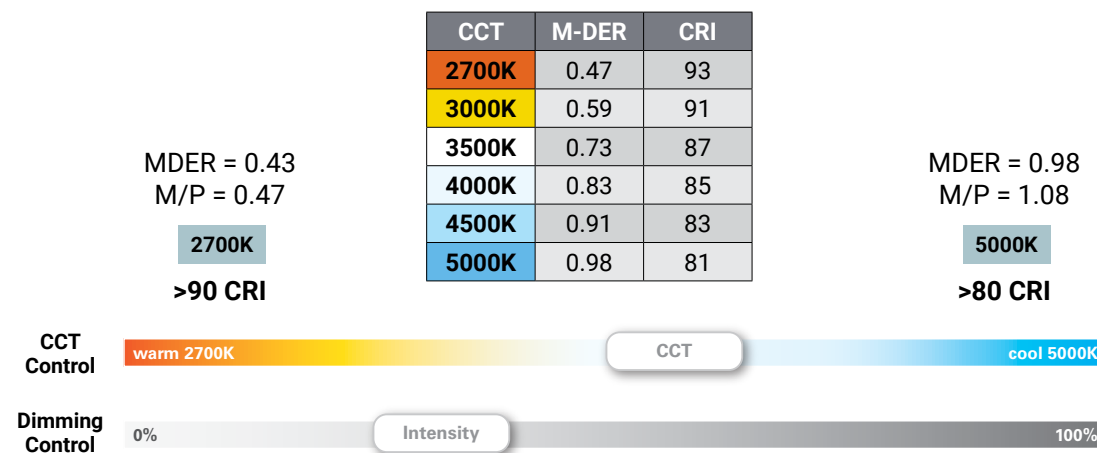 CCT M-DER CRI
2700K 0.47 93
3000K 0.59 91
3500K 0.73 87
4000K 0.83 85
4500K 0.91 83
5000K 0.98 81
MDER = 0.43
M/P = 0.47
2700K
>90 CRI
MDER = 0.98
M/P = 1.08
5000K
>80 CRI
CCT
Control
warm 2700K CCT cool 5000K
Dimming
Control
0% Intensity 100%